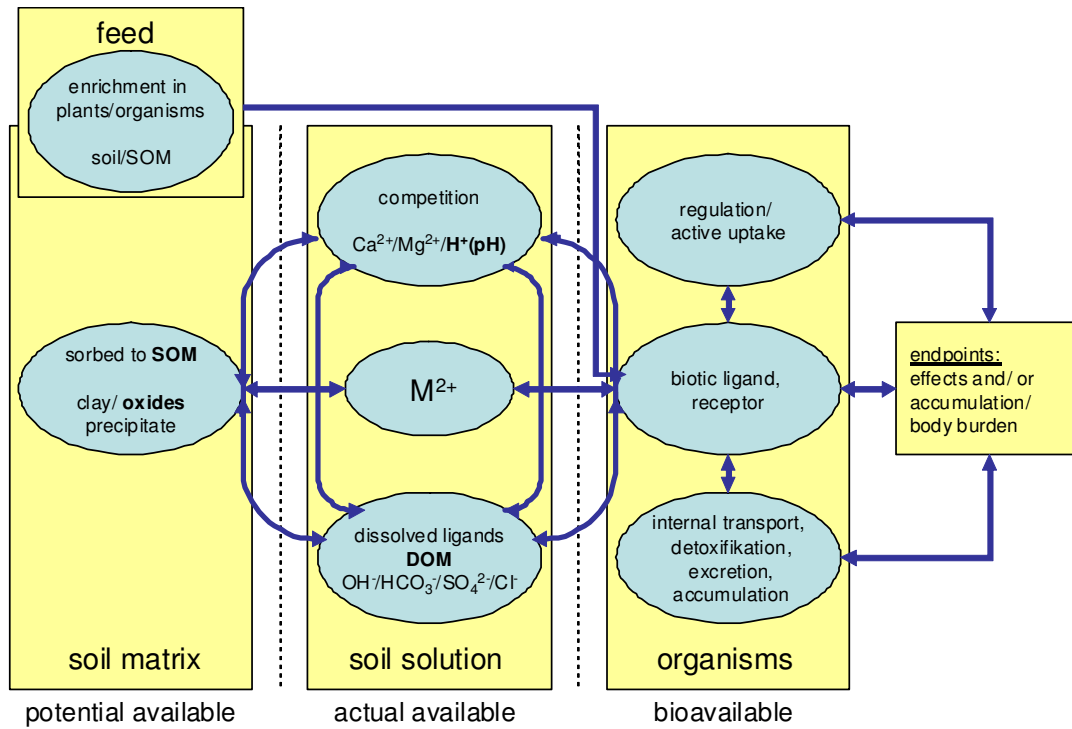 feed
enrichment in
plants/organisms
soil/SOM
sorbed to SOM
clay/ oxides
precipitate
soil matrix
potential available
competition
Ca²⁺/Mg²⁺/H⁺(pH)
M²⁺
dissolved ligands
DOM
OH⁻/HCO₃⁻/SO₄²⁻/Cl⁻
soil solution
actual available
regulation/
active uptake
biotic ligand,
receptor
internal transport,
detoxifikation,
excretion,
accumulation
organisms
bioavailable
endpoints:
effects and/ or
accumulation/
body burden